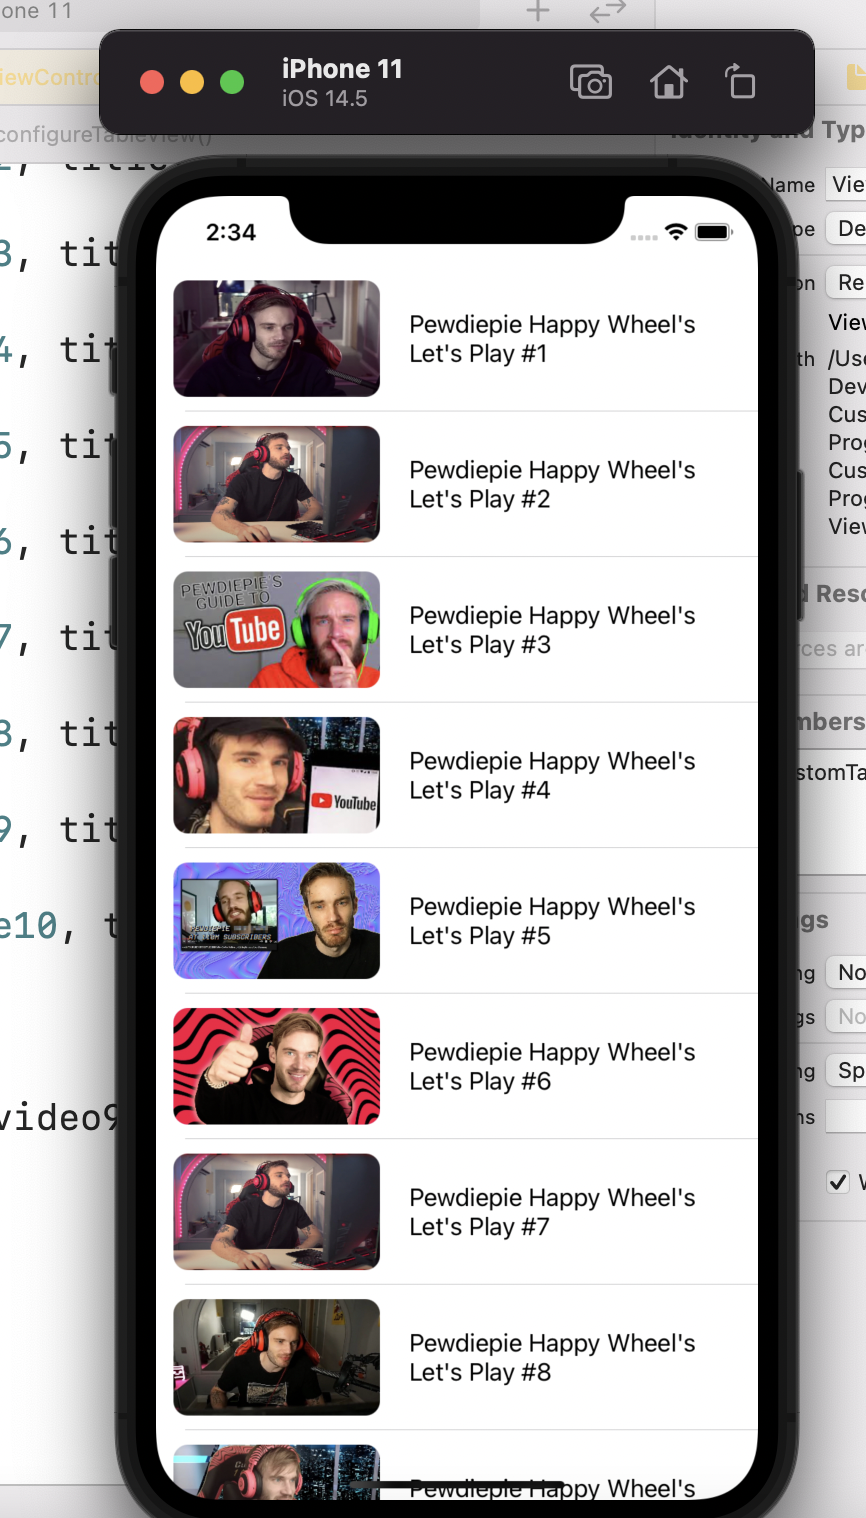 one 11
iPhone 11
iOS 14.5
configureTableView()
Identity and Typ
Name
Vie
2:34
3, tit
pe
De
on
Re
View
4, tit
th
/Use
Dev
Cus
Prog
Cus
Prog
View
5, tit
6, tit
7, tit
8, tit
9, tit
e10, t
video9
Pewdiepie Happy Wheel's
Let's Play #1
Pewdiepie Happy Wheel's
Let's Play #2
PEWDIEPIE'S
GUIDE TO
YouTube
Pewdiepie Happy Wheel's
Let's Play #3
YouTube
Pewdiepie Happy Wheel's
Let's Play #4
PEWDIEPIE
SUBSCRIBERS
Pewdiepie Happy Wheel's
Let's Play #5
Pewdiepie Happy Wheel's
Let's Play #6
Pewdiepie Happy Wheel's
Let's Play #7
Pewdiepie Happy Wheel's
Let's Play #8
Pewdiepie Happy Wheel's
d Reso
rces ar
mbers
stomTa
gs
ng
No
gs
No
ng
Sp
ns